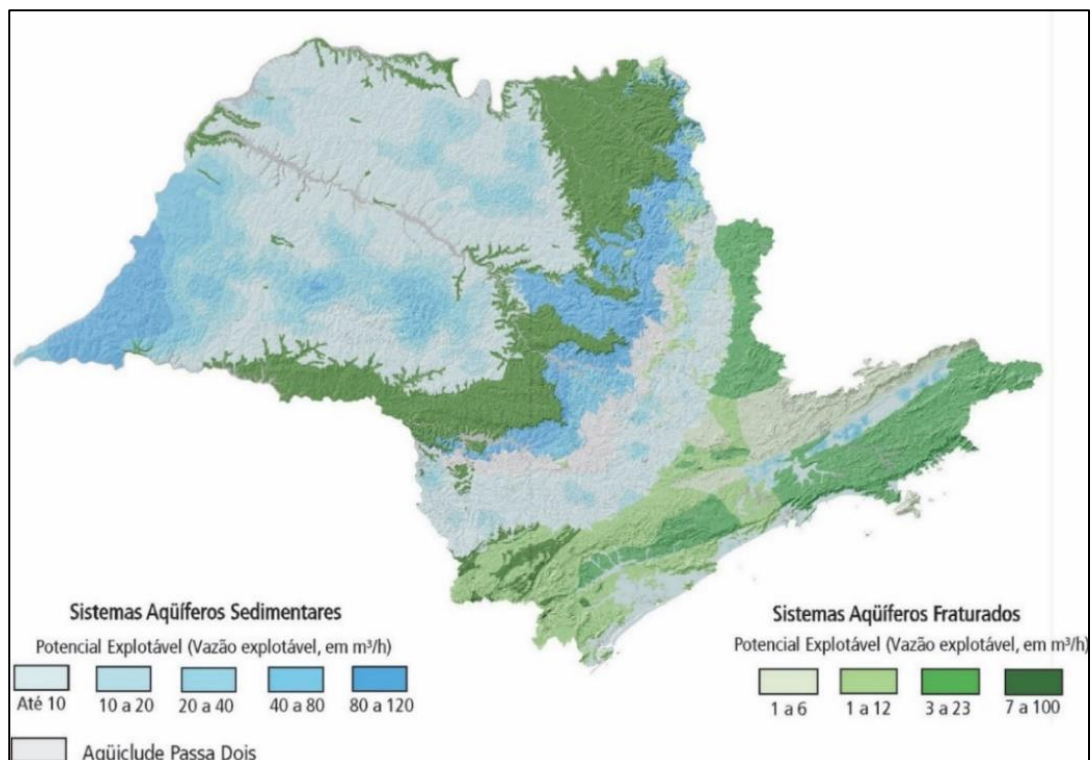 Sistemas Aqüíferos Sedimentares
Potencial Explotável (Vazão explotável, em m³/h)
Até 10
10 a 20
20 a 40
40 a 80
80 a 120
Aqüiclude Passa Dois
Sistemas Aqüíferos Fraturados
Potencial Explotável (Vazão explotável, em m³/h)
1 a 6
1 a 12
3 a 23
7 a 100